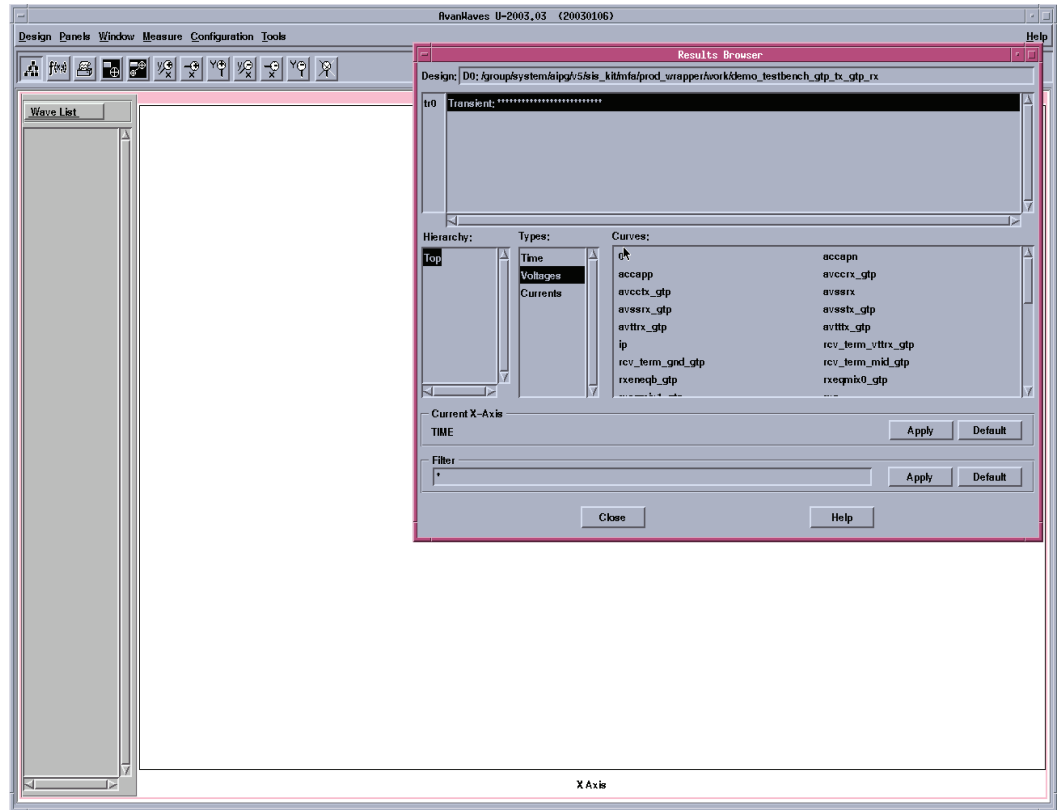 AvanWaves U-2003.03 (20030106)
Design Panels Window Measure Configuration Tools Help
f(x)
Results Browser
Design: D0: /group/system/aipg/v5/sis_kit/mfa/prod_wrapper/work/demo_testbench_gtp_tx_gtp_rx
tr0 Transient: **************************
Wave List
Hierarchy: Types: Curves:
Top Time 0 accapn
Voltages accapp avccrx_gtp
Currents avcctx_gtp avssrx
avssrx_gtp avsstx_gtp
avttrx_gtp avtttx_gtp
ip rcv_term_vttrx_gtp
rcv_term_gnd_gtp rcv_term_mid_gtp
rxeneqb_gtp rxeqmix0_gtp
Current X-Axis
TIME Apply Default
Filter
* Apply Default
Close Help
X Axis